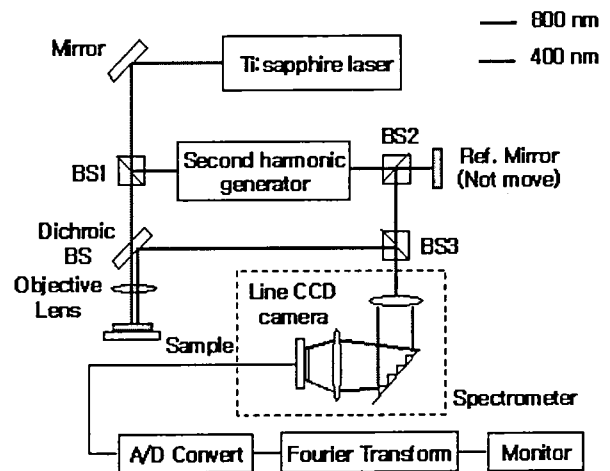 800 nm
400 nm
Mirror
Ti:sapphire laser
BS1
Second harmonic
generator
BS2
Ref. Mirror
(Not move)
Dichroic
BS
BS3
Objective
Lens
Line CCD
camera
Sample
Spectrometer
A/D Convert
Fourier Transform
Monitor